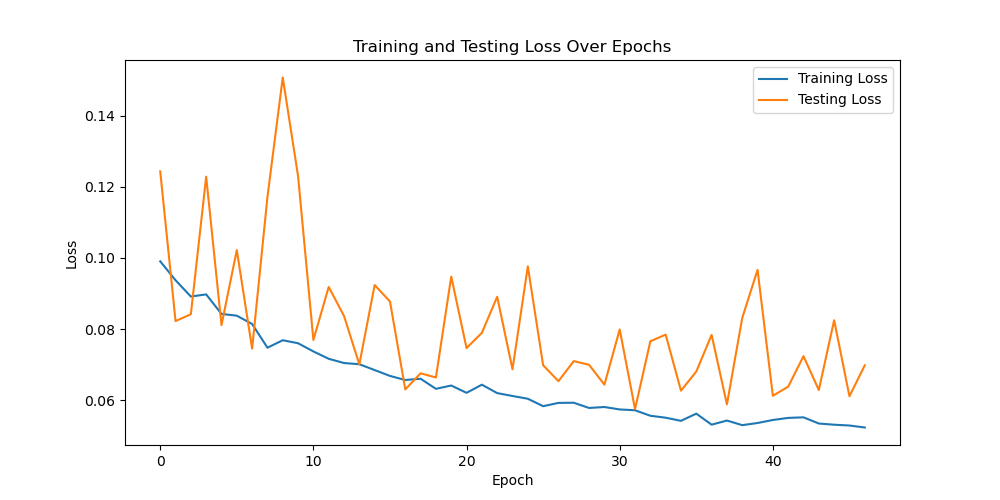 Training and Testing Loss Over Epochs
Training Loss
Testing Loss
0.14
0.12
0.10
0.08
0.06
Loss
0
10
20
30
40
Epoch